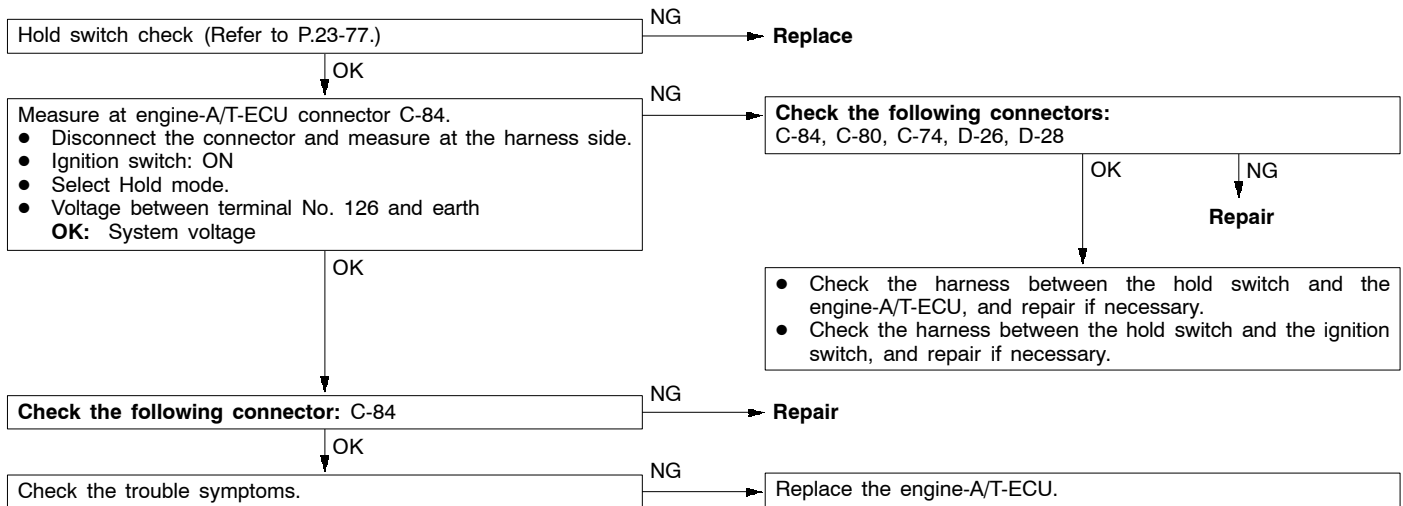 Hold switch check (Refer to P.23-77.)
NG
Replace
OK
Measure at engine-A/T-ECU connector C-84.
● Disconnect the connector and measure at the harness side.
● Ignition switch: ON
● Select Hold mode.
● Voltage between terminal No. 126 and earth
OK: System voltage
NG
Check the following connectors:
C-84, C-80, C-74, D-26, D-28
OK
NG
Repair
● Check the harness between the hold switch and the
engine-A/T-ECU, and repair if necessary.
● Check the harness between the hold switch and the ignition
switch, and repair if necessary.
OK
Check the following connector: C-84
NG
Repair
OK
Check the trouble symptoms.
NG
Replace the engine-A/T-ECU.